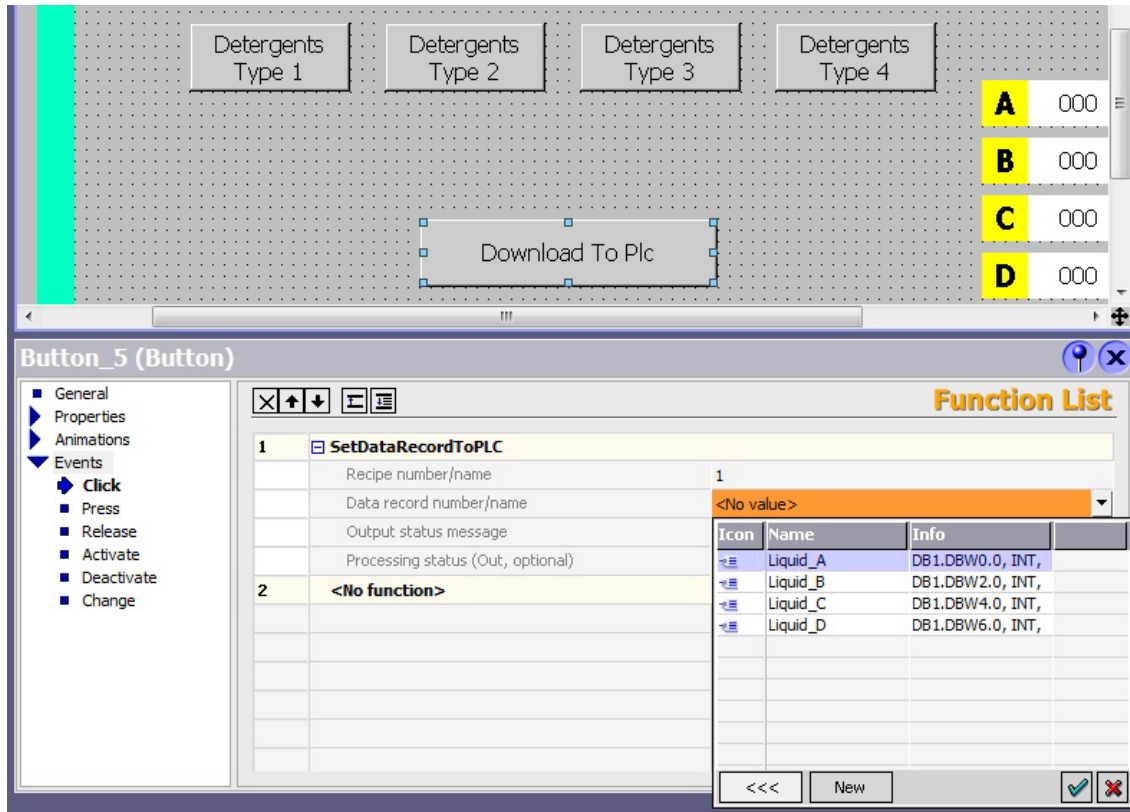 Detergents
Type 1
Detergents
Type 2
Detergents
Type 3
Detergents
Type 4
A 000
B 000
C 000
D 000
Download To Plc
Button_5 (Button)
General
Properties
Animations
Events
Click
Press
Release
Activate
Deactivate
Change
Function List
1 SetDataRecordToPLC
Recipe number/name 1
Data record number/name <No value>
Output status message
Processing status (Out, optional)
2 <No function>
Icon Name Info
Liquid_A DB1.DBW0.0, INT,
Liquid_B DB1.DBW2.0, INT,
Liquid_C DB1.DBW4.0, INT,
Liquid_D DB1.DBW6.0, INT,
<<< New